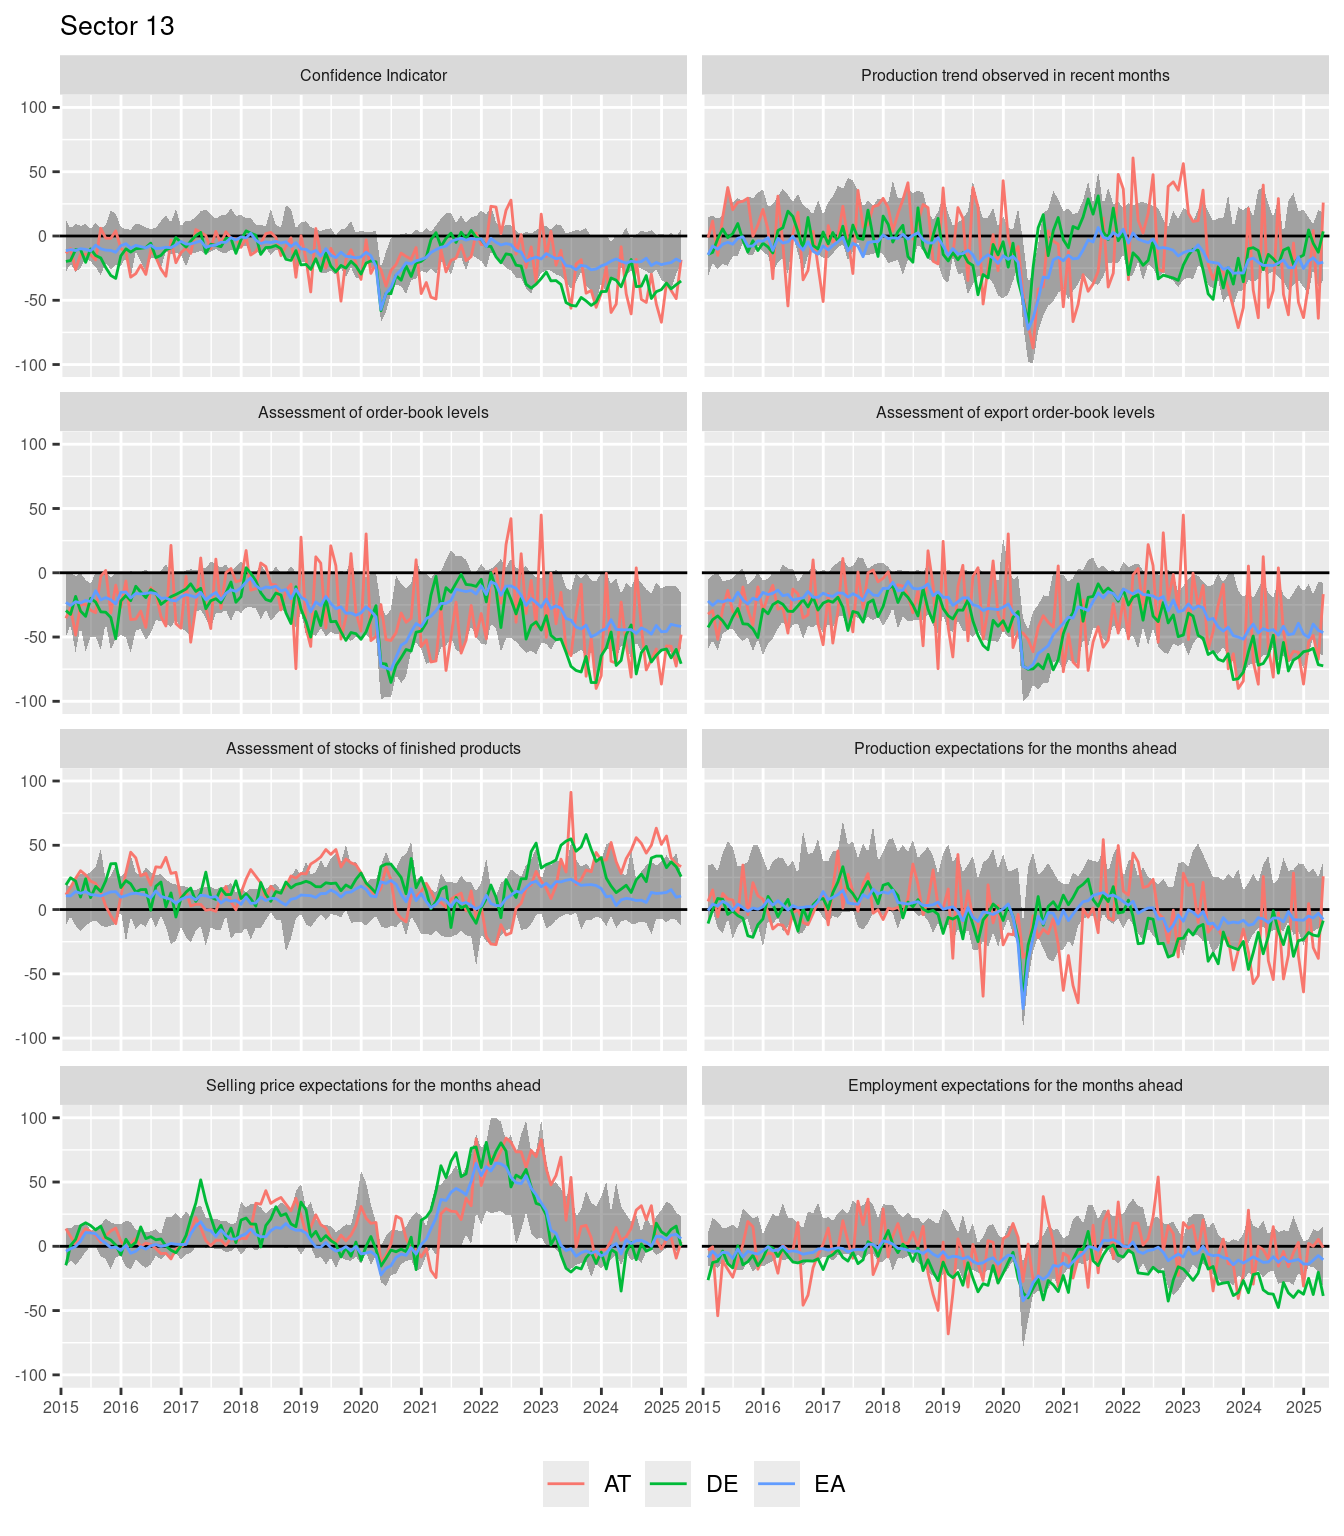 Sector 13
Confidence Indicator
Production trend observed in recent months
100
50
0
-50
-100
Assessment of order-book levels
Assessment of export order-book levels
100
50
0
-50
-100
Assessment of stocks of finished products
Production expectations for the months ahead
100
50
0
-50
-100
Selling price expectations for the months ahead
Employment expectations for the months ahead
100
50
0
-50
-100
2015 2016 2017 2018 2019 2020 2021 2022 2023 2024 2025
2015 2016 2017 2018 2019 2020 2021 2022 2023 2024 2025
AT DE EA